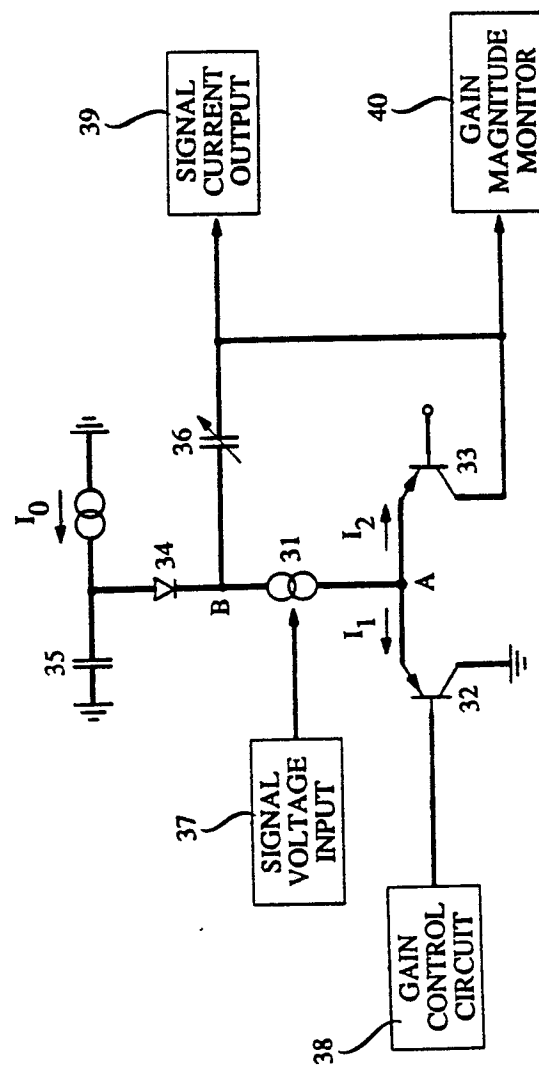 35
I₀
34
B
36
39
SIGNAL
CURRENT
OUTPUT
37
SIGNAL
VOLTAGE
INPUT
31
I₁
I₂
A
32
33
38
GAIN
CONTROL
CIRCUIT
40
GAIN
MAGNITUDE
MONITOR